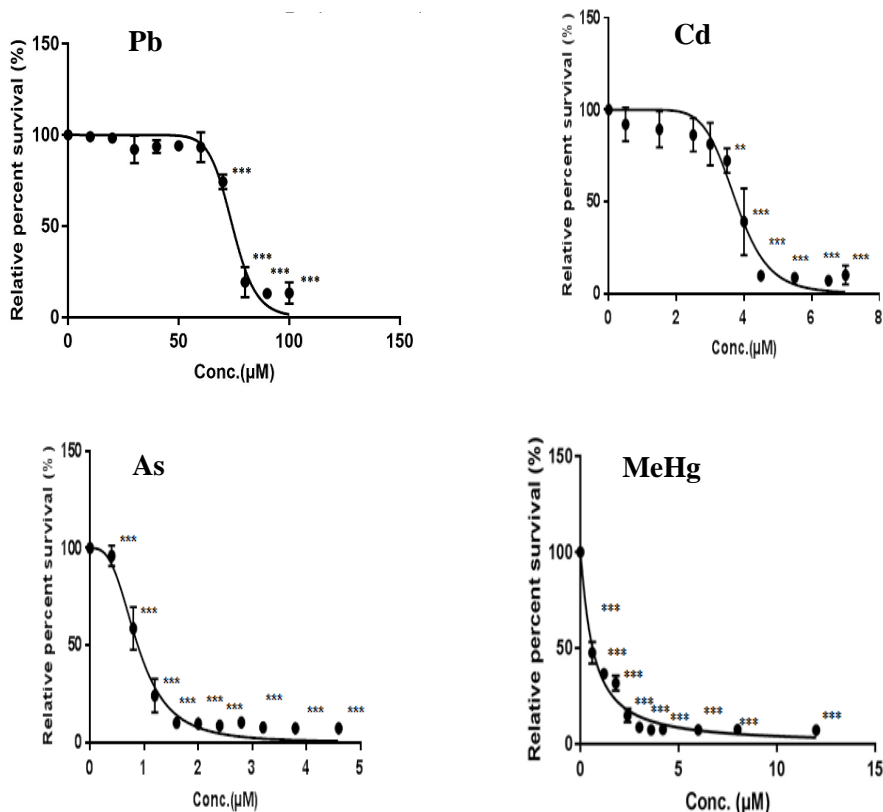 Pb
Relative percent survival (%)
150
100
50
0
***
***
***
***
0 50 100 150
Conc.(µM)
Cd
Relative percent survival (%)
150
100
50
0
**
***
***
***
***
***
0 2 4 6 8
Conc.(µM)
As
Relative percent survival (%)
150
100
50
0
***
***
***
***
***
***
***
***
***
0 1 2 3 4 5
Conc.(µM)
MeHg
Relative percent survival (%)
150
100
50
0
***
***
***
***
***
***
***
***
***
0 5 10 15
Conc. (µM)